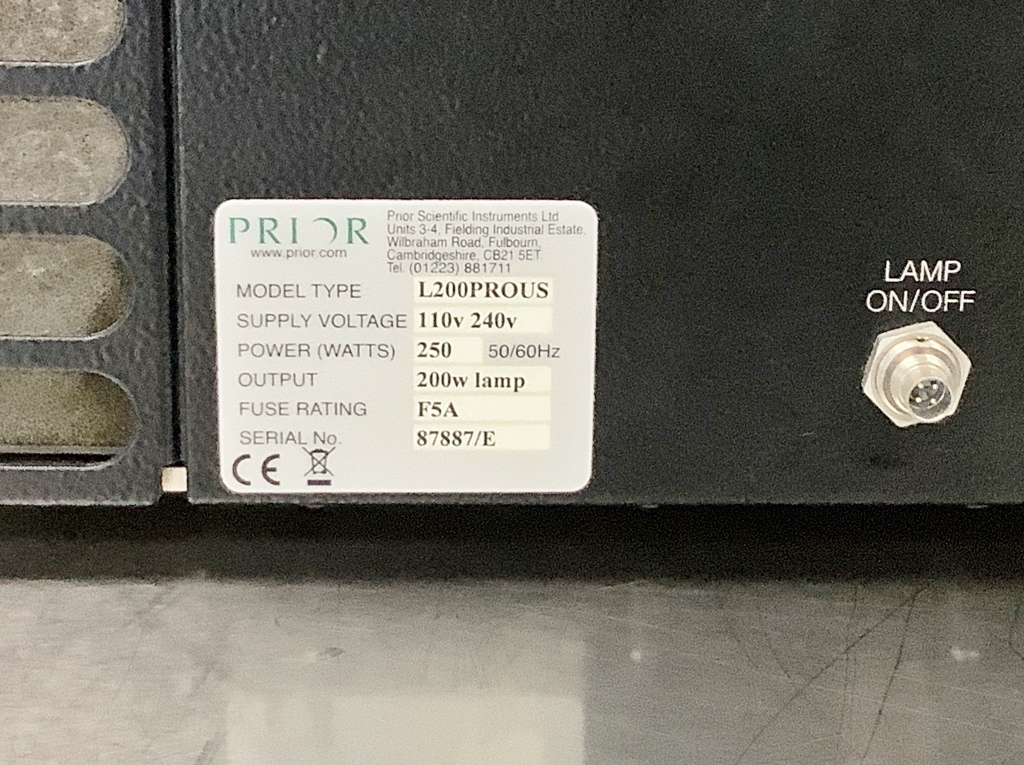 PRIOR
www.prior.com
Prior Scientific Instruments Ltd
Units 3-4, Fielding Industrial Estate,
Wilbraham Road, Fulbourn,
Cambridgeshire, CB21 5ET
Tel. (01223) 881711
MODEL TYPE L200PROUS
SUPPLY VOLTAGE 110v 240v
POWER (WATTS) 250 50/60Hz
OUTPUT 200w lamp
FUSE RATING F5A
SERIAL No. 87887/E
CE
LAMP
ON/OFF